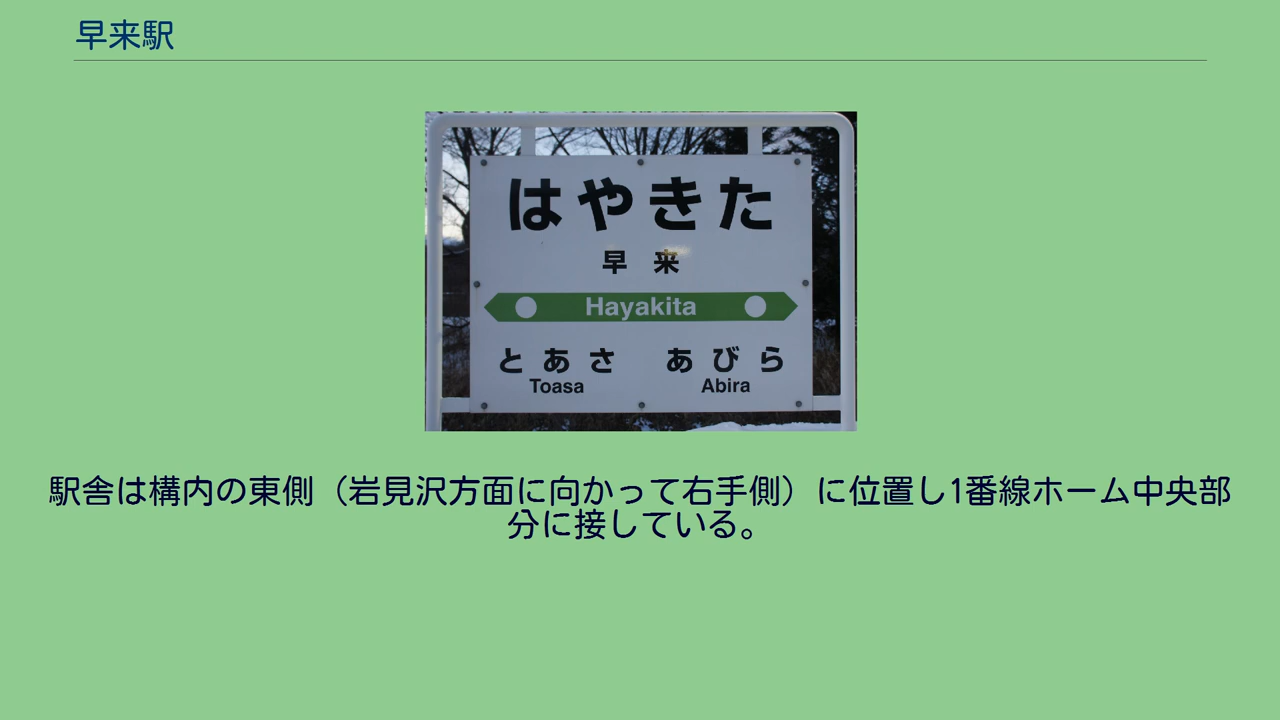 早来駅
はやきた
早来
Hayakita
とあさ あびら
Toasa Abira
駅舎は構内の東側（岩見沢方面に向かって右手側）に位置し1番線ホーム中央部
分に接している。